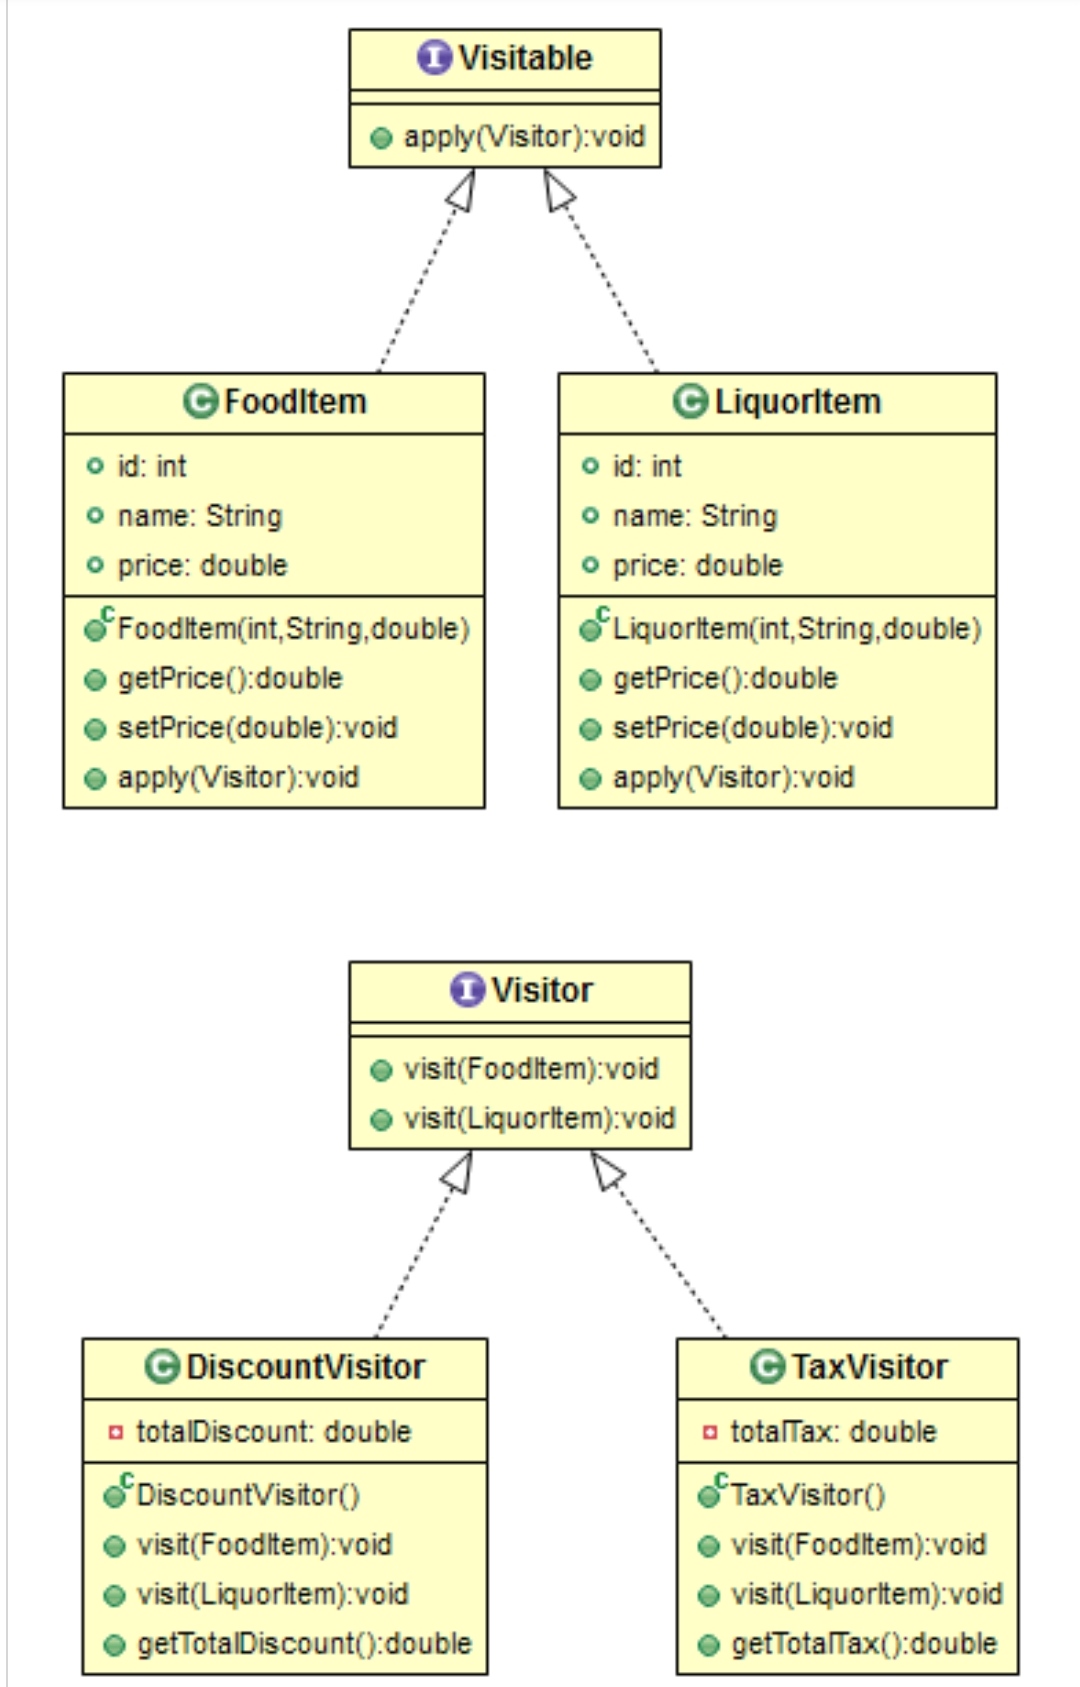 I Visitable
apply(Visitor):void
C FoodItem
id: int
name: String
price: double
C FoodItem(int,String,double)
getPrice():double
setPrice(double):void
apply(Visitor):void
C LiquorItem
id: int
name: String
price: double
C LiquorItem(int,String,double)
getPrice():double
setPrice(double):void
apply(Visitor):void
I Visitor
visit(FoodItem):void
visit(LiquorItem):void
C DiscountVisitor
totalDiscount: double
C DiscountVisitor()
visit(FoodItem):void
visit(LiquorItem):void
getTotalDiscount():double
C TaxVisitor
totalTax: double
C TaxVisitor()
visit(FoodItem):void
visit(LiquorItem):void
getTotalTax():double